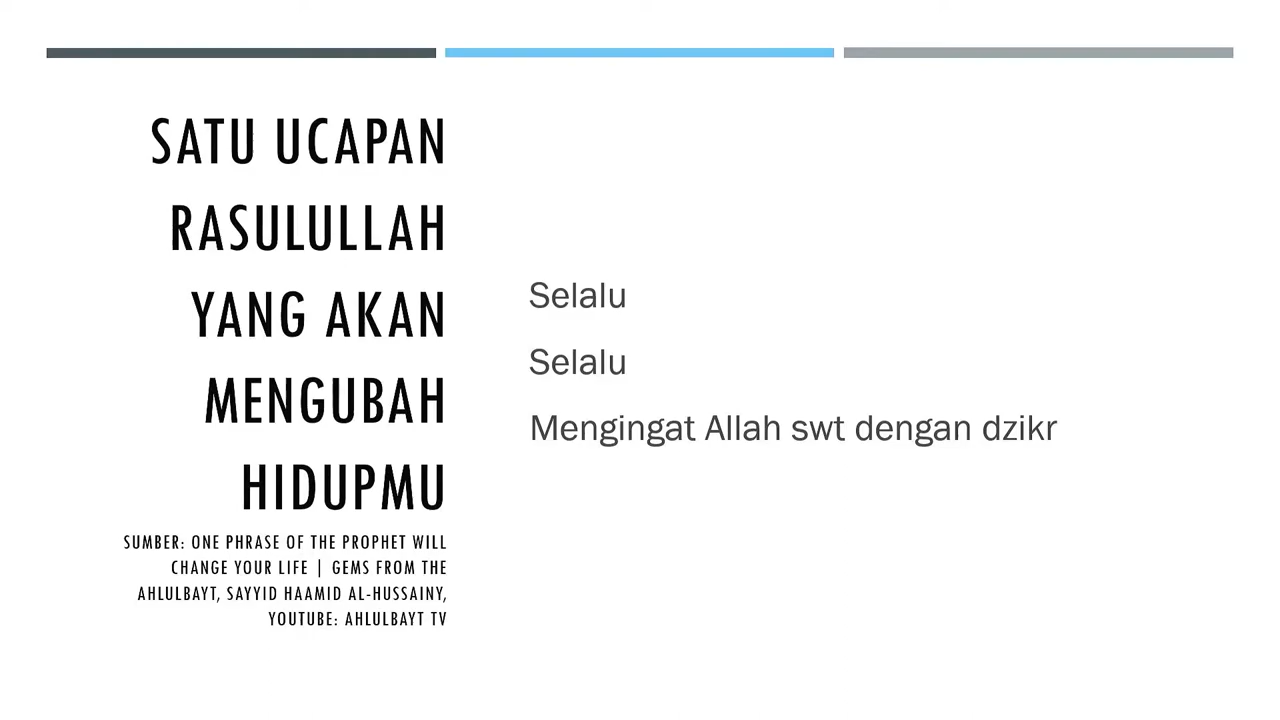 SATU UCAPAN
RASULULLAH
YANG AKAN
MENGUBAH
HIDUPMU
SUMBER: ONE PHRASE OF THE PROPHET WILL
CHANGE YOUR LIFE | GEMS FROM THE
AHLULBAYT, SAYYID HAAMID AL-HUSSAINY,
YOUTUBE: AHLULBAYT TV
Selalu
Selalu
Mengingat Allah swt dengan dzikr